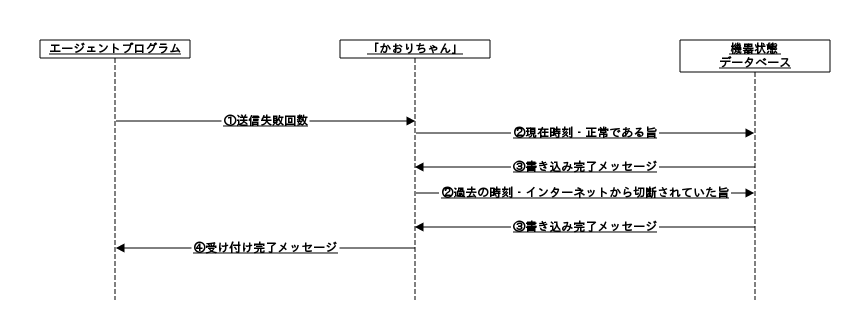 エージェントプログラム
「かおりちゃん」
機器状態
データベース
①送信失敗回数
②現在時刻・正常である旨
③書き込み完了メッセージ
②過去の時刻・インターネットから切断されていた旨
③書き込み完了メッセージ
④受け付け完了メッセージ